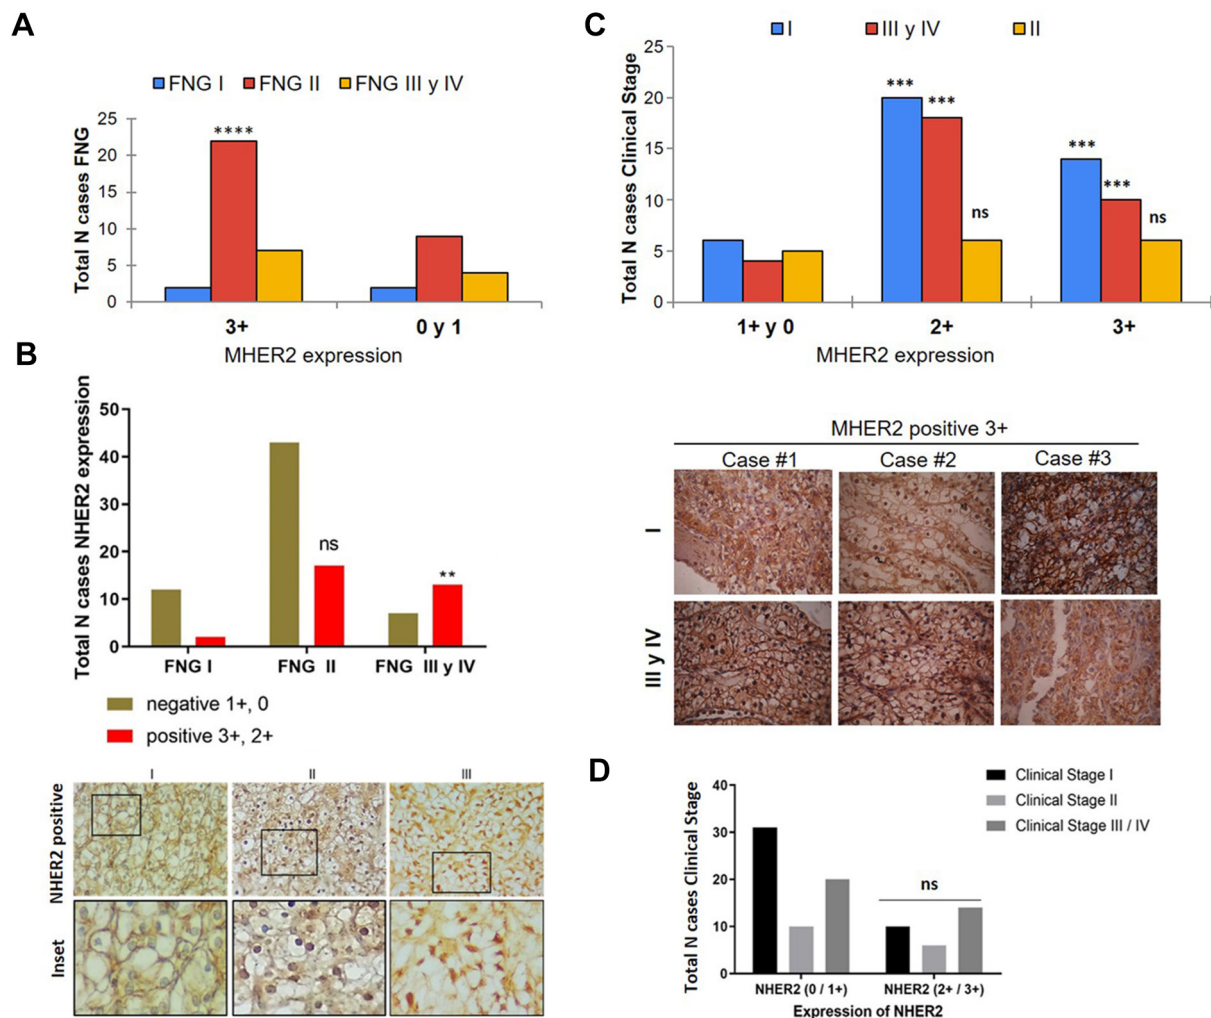 A
FNG I FNG II FNG III y IV
Total N cases FNG
25
20
15
10
5
0
****
3+ 0 y 1
MHER2 expression
B
Total N cases NHER2 expression
50
40
30
20
10
0
ns
**
FNG I FNG II FNG III y IV
negative 1+, 0
positive 3+, 2+
I II III
NHER2 positive
Inset
C
I III y IV II
Total N cases Clinical Stage
25
20
15
10
5
0
*** *** ns
*** *** ns
1+ y 0 2+ 3+
MHER2 expression
MHER2 positive 3+
Case #1 Case #2 Case #3
I
III y IV
D
Clinical Stage I
Clinical Stage II
Clinical Stage III / IV
Total N cases Clinical Stage
40
30
20
10
0
ns
NHER2 (0 / 1+) NHER2 (2+ / 3+)
Expression of NHER2